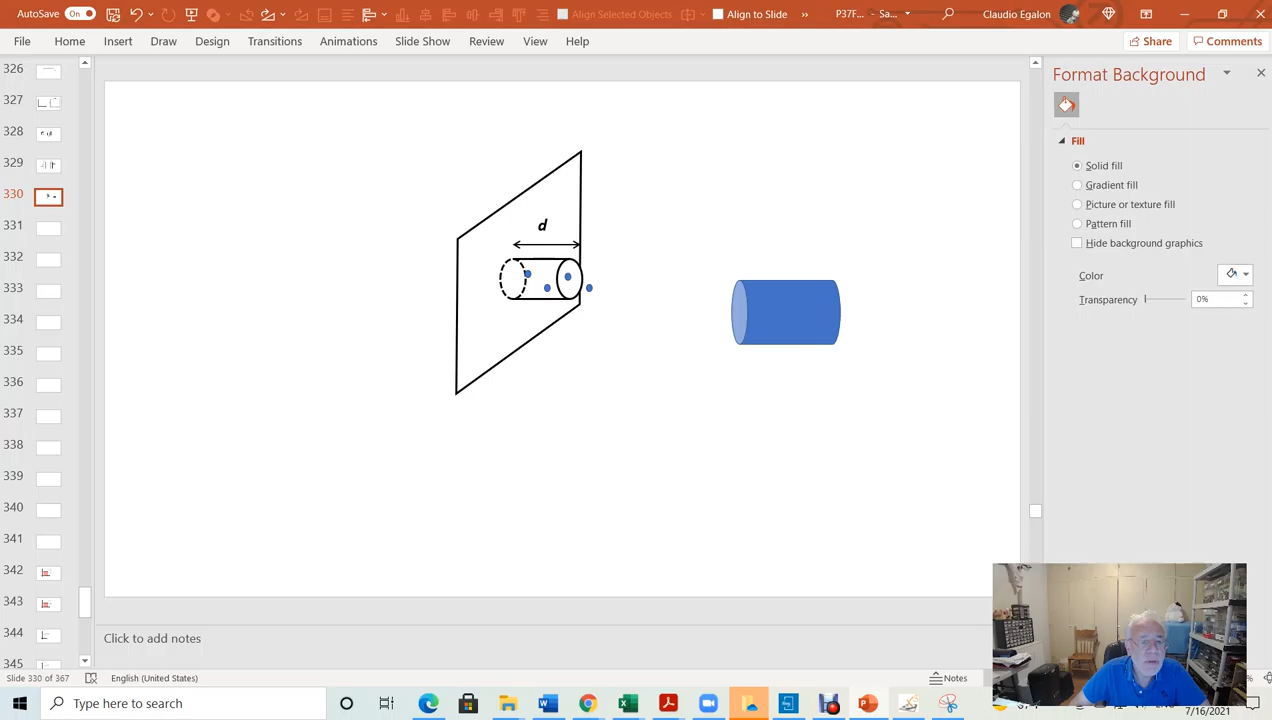 AutoSave On Align Selected Objects Align to Slide » P37F... - Sa... Claudio Egalon
File Home Insert Draw Design Transitions Animations Slide Show Review View Help Share Comments
326
327
328
329
330
331
332
333
334
335
336
337
338
339
340
341
342
343
344
345
d
Format Background
Fill
Solid fill
Gradient fill
Picture or texture fill
Pattern fill
Hide background graphics
Color
Transparency 0%
Click to add notes
Slide 330 of 367 English (United States) Notes %
Type here to search
7/16/2021